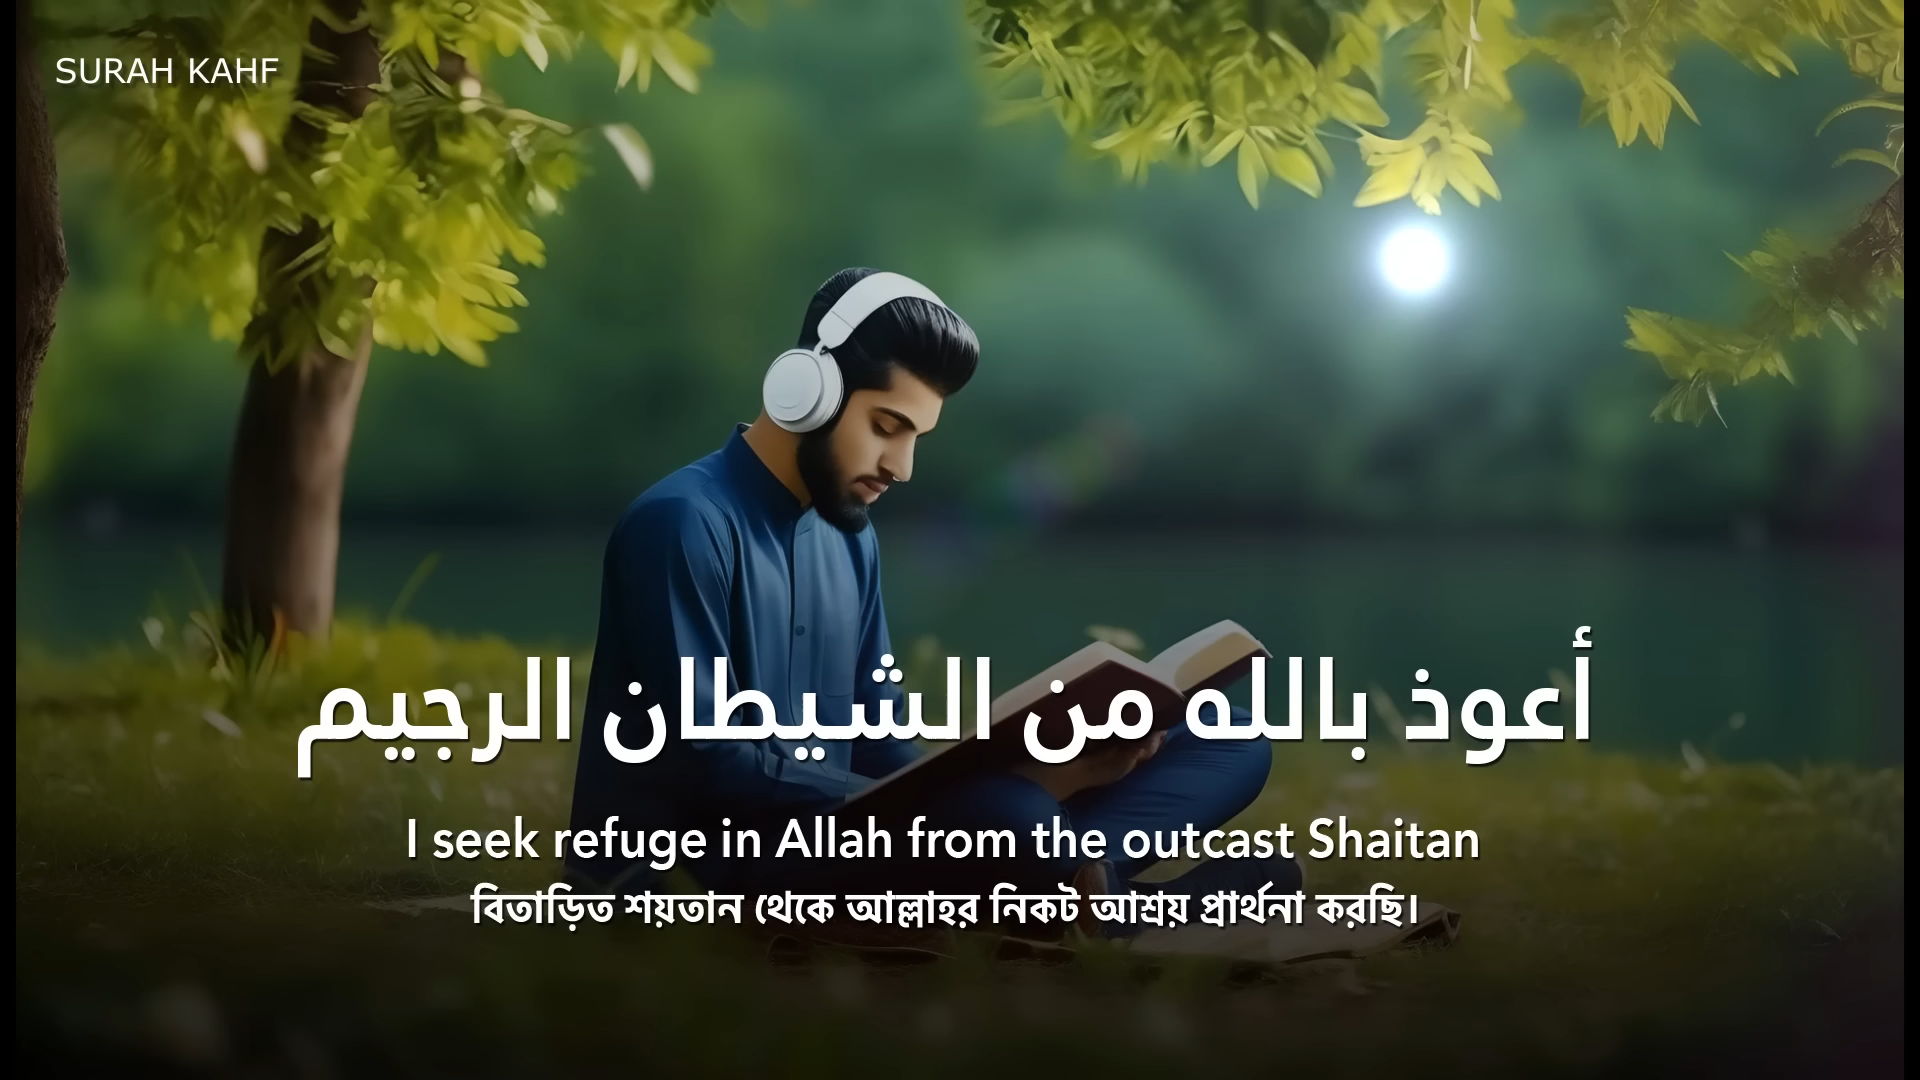 SURAH KAHF
أعوذ بالله من الشيطان الرجيم
I seek refuge in Allah from the outcast Shaitan
বিতাড়িত শয়তান থেকে আল্লাহর নিকট আশ্রয় প্রার্থনা করছি।